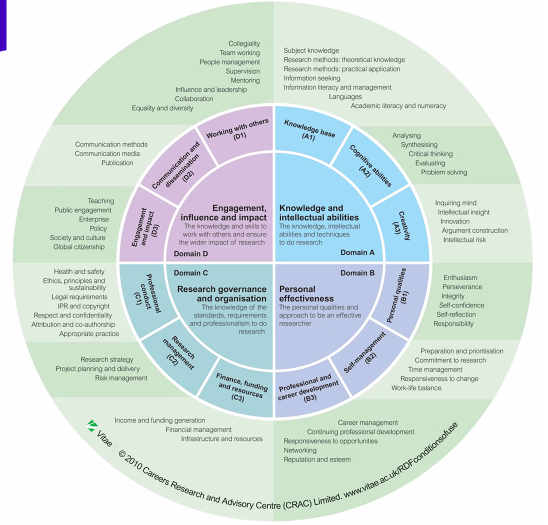 Collegiality
Team working
People management
Supervision
Mentoring
Influence and leadership
Collaboration
Equality and diversity
Subject knowledge
Research methods: theoretical knowledge
Research methods: practical application
Information seeking
Information literacy and management
Languages
Academic literacy and numeracy
Communication methods
Communication media
Publication
Working with others
(D1)
Knowledge base
(A1)
Analysing
Synthesising
Critical thinking
Evaluating
Problem solving
Communication and
dissemination
(D2)
Cognitive abilities
(A2)
Teaching
Public engagement
Enterprise
Policy
Society and culture
Global citizenship
Engagement
and impact
(D3)
Engagement,
influence and impact
The knowledge and skills to
work with others and ensure
the wider impact of research
Domain D
Knowledge and
intellectual abilities
The knowledge, intellectual
abilities and techniques
to do research
Domain A
Creativity
(A3)
Inquiring mind
Intellectual insight
Innovation
Argument construction
Intellectual risk
Health and safety
Ethics, principles and
sustainability
Legal requirements
IPR and copyright
Respect and confidentiality
Attribution and co-authorship
Appropriate practice
Professional
conduct
(C1)
Domain C
Research governance
and organisation
The knowledge of the
standards, requirements
and professionalism to do
research
Domain B
Personal
effectiveness
The personal qualities and
approach to be an effective
researcher
Personal qualities
(B1)
Enthusiasm
Perseverance
Integrity
Self-confidence
Self-reflection
Responsibility
Research strategy
Project planning and delivery
Risk management
Research
management
(C2)
Self-management
(B2)
Preparation and prioritisation
Commitment to research
Time management
Responsiveness to change
Work-life balance
Finance, funding
and resources
(C3)
Professional and
career development
(B3)
Income and funding generation
Financial management
Infrastructure and resources
Career management
Continuing professional development
Responsiveness to opportunities
Networking
Reputation and esteem
Vitae
© 2010 Careers Research and Advisory Centre (CRAC) Limited. www.vitae.ac.uk/RDFconditionsofuse